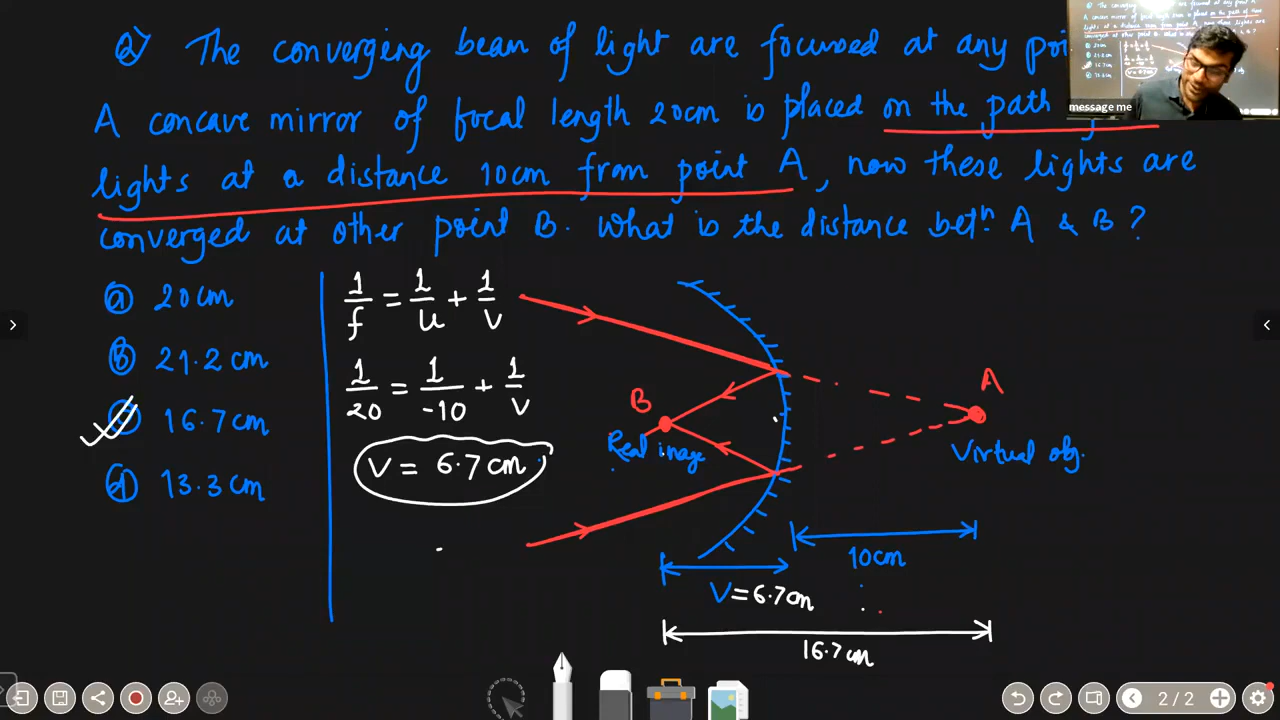 Q) The converging beam of light are focused at any poi
A concave mirror of focal length 20cm is placed on the path
lights at a distance 10cm from point A, now these lights are
converged at other point B. What is the distance betn A & B ?
a) 20cm
b) 21.2 cm
c) 16.7cm
d) 13.3 cm
1/f = 1/u + 1/v
1/20 = 1/-10 + 1/v
v = 6.7 cm
B
Real image
A
Virtual obj.
10cm
V = 6.7cm
16.7cm
message me
2 / 2